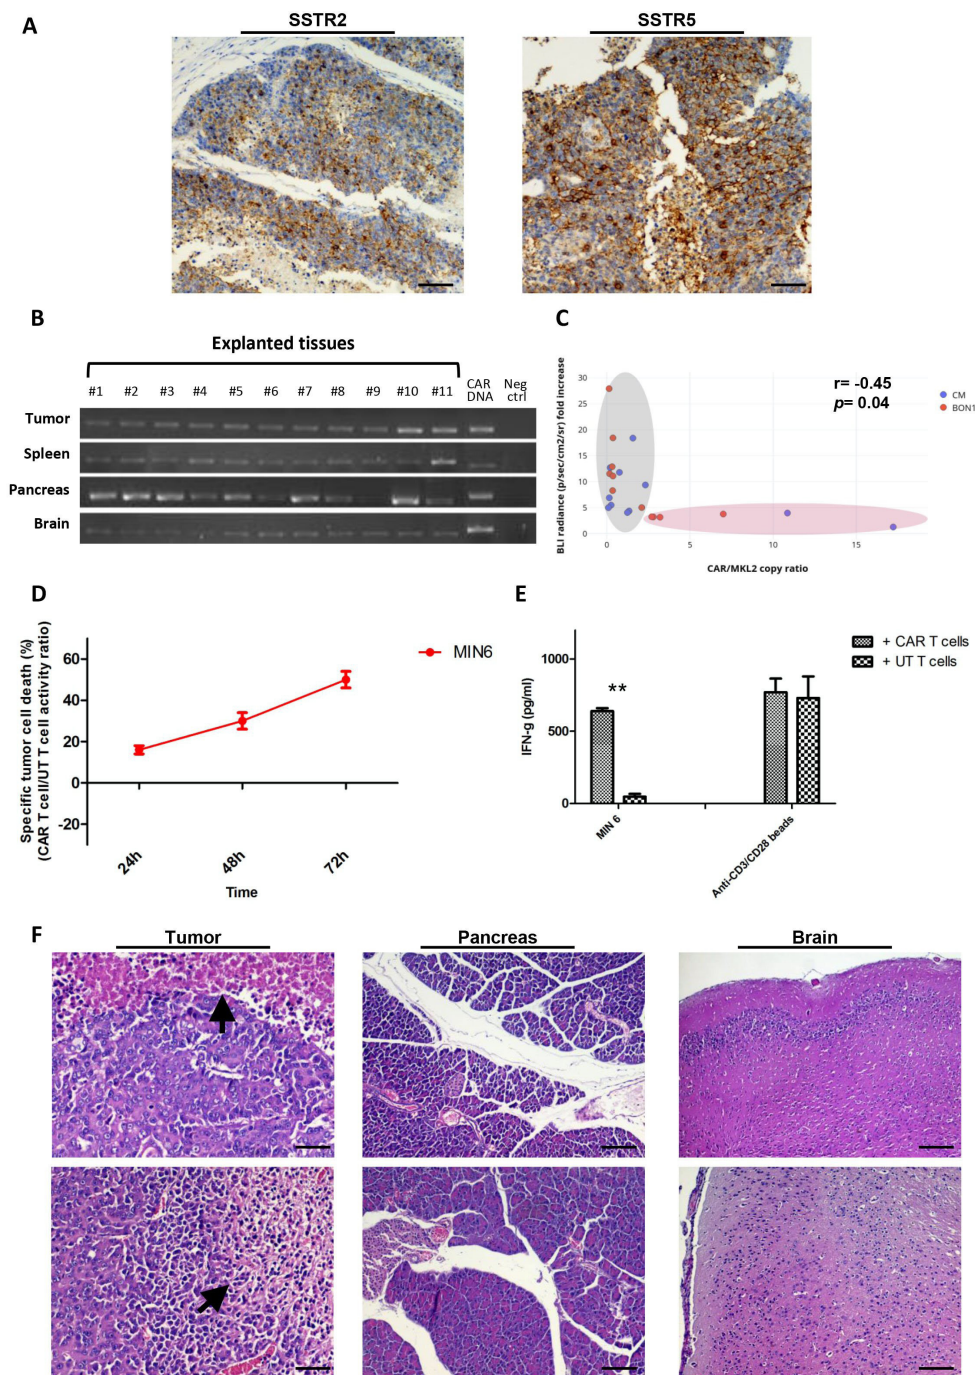 A
SSTR2
SSTR5
B
Explanted tissues
#1 #2 #3 #4 #5 #6 #7 #8 #9 #10 #11 CAR DNA Neg ctrl
Tumor
Spleen
Pancreas
Brain
C
BLI radiance (p/sec/cm2/sr) fold increase
30
25
20
15
10
5
0
0 5 10 15
CAR/MKL2 copy ratio
r= -0.45
p= 0.04
CM
BON1
D
Specific tumor cell death (%)
(CAR T cell/UT T cell activity ratio)
60
40
20
0
-20
24h 48h 72h
Time
MIN6
E
IFN-g (pg/ml)
1000
500
0
**
MIN 6
Anti-CD3/CD28 beads
+ CAR T cells
+ UT T cells
F
Tumor
Pancreas
Brain